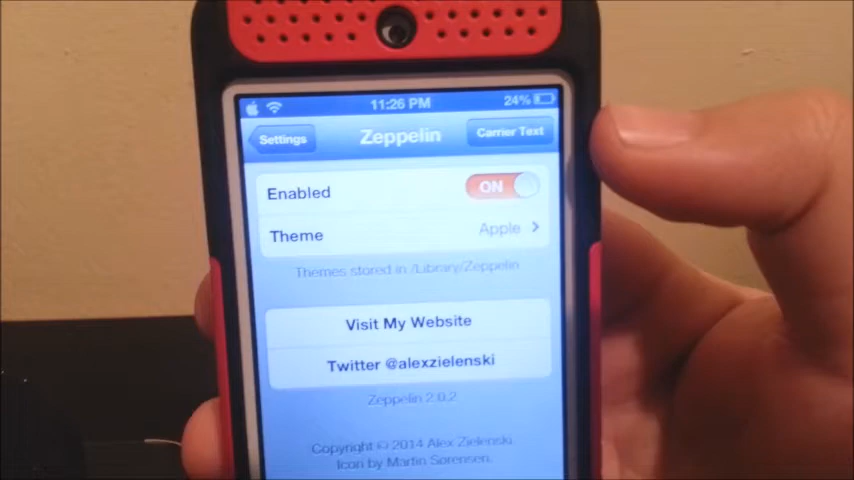 11:26 PM
24%
Settings
Zeppelin
Carrier Text
Enabled
ON
Theme
Apple
Themes stored in /Library/Zeppelin
Visit My Website
Twitter @alexzielenski
Zeppelin 2.0.2
Copyright © 2014 Alex Zielenski.
Icon by Martin Sorensen.